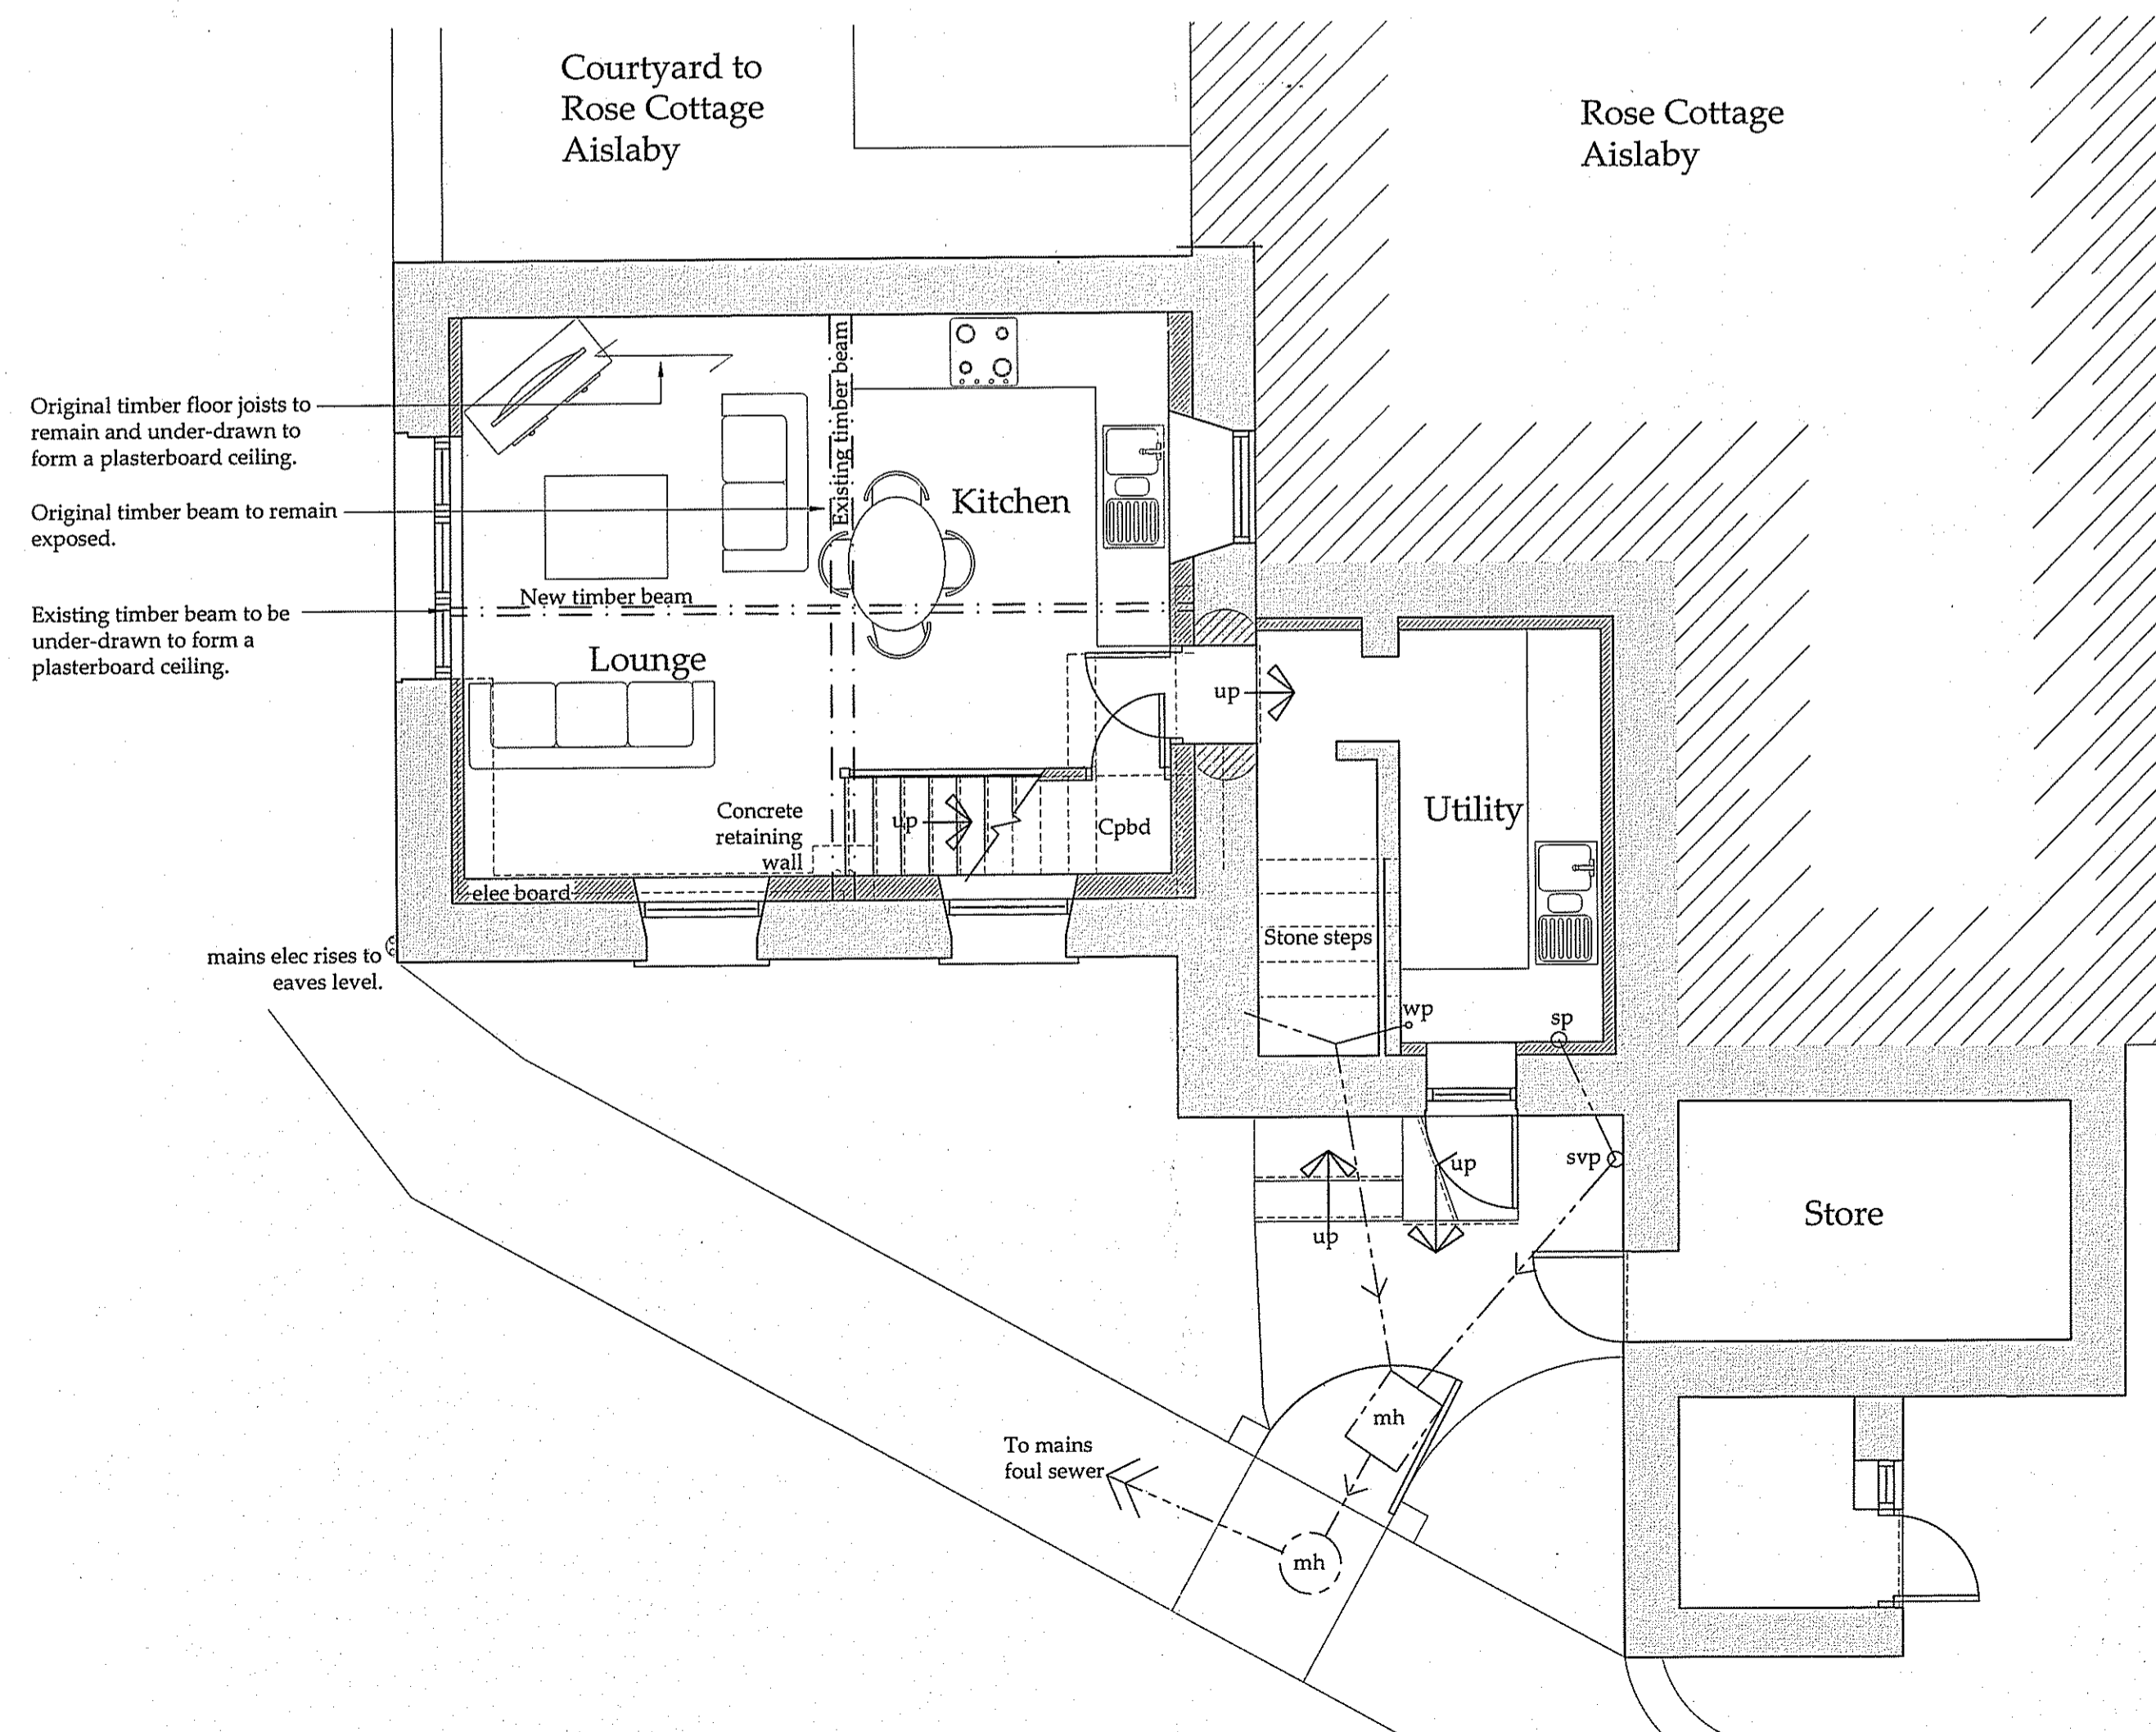 Courtyard to
Rose Cottage
Aislaby
Rose Cottage
Aislaby
Original timber floor joists to
remain and under-drawn to
form a plasterboard ceiling.
Existing timber beam
Original timber beam to remain
exposed.
Kitchen
New timber beam
Existing timber beam to be
under-drawn to form a
plasterboard ceiling.
Lounge
up
Utility
Concrete
retaining
wall
up
Cpbd
elec board
Stone steps
mains elec rises to
eaves level.
wp
sp
up
svp
up
Store
mh
To mains
foul sewer
mh